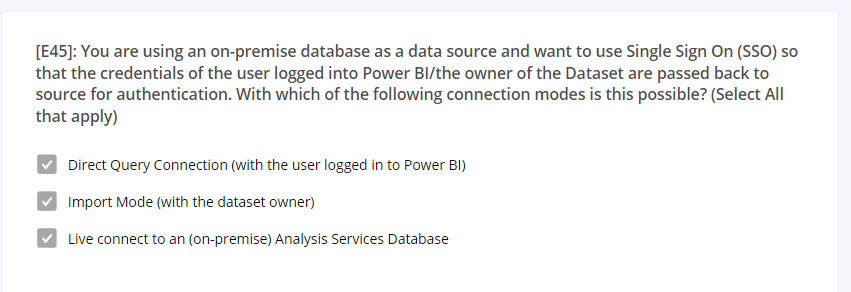 [E45]: You are using an on-premise database as a data source and want to use Single Sign On (SSO) so
that the credentials of the user logged into Power BI/the owner of the Dataset are passed back to
source for authentication. With which of the following connection modes is this possible? (Select All
that apply)
Direct Query Connection (with the user logged in to Power BI)
Import Mode (with the dataset owner)
Live connect to an (on-premise) Analysis Services Database